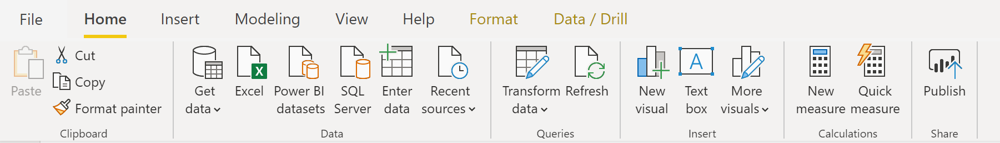 File Home Insert Modeling View Help Format Data / Drill
Paste
Cut
Copy
Format painter
Clipboard
Get
data
Excel
Power BI
datasets
SQL
Server
Enter
data
Recent
sources
Data
Transform
data
Refresh
Queries
New
visual
A
Text
box
More
visuals
Insert
New
measure
Quick
measure
Calculations
Publish
Share